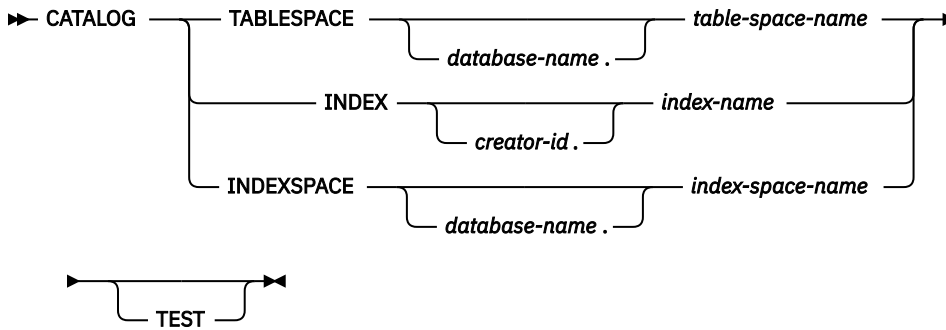 CATALOG TABLESPACE table-space-name
database-name .
INDEX index-name
creator-id .
INDEXSPACE index-space-name
database-name .
TEST